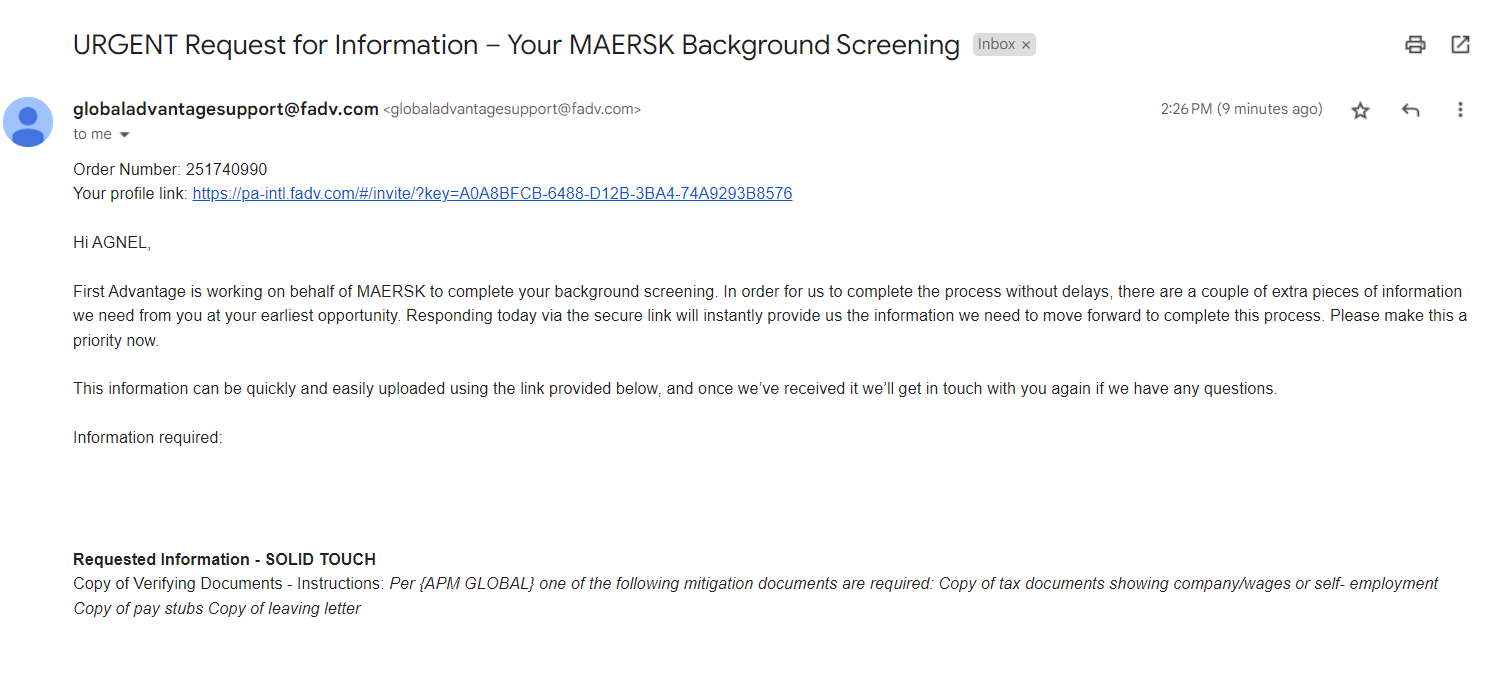 URGENT Request for Information – Your MAERSK Background Screening Inbox ×
globaladvantagesupport@fadv.com <globaladvantagesupport@fadv.com> 2:26 PM (9 minutes ago)
to me
Order Number: 251740990
Your profile link: https://pa-intl.fadv.com/#/invite/?key=A0A8BFCB-6488-D12B-3BA4-74A9293B8576
Hi AGNEL,
First Advantage is working on behalf of MAERSK to complete your background screening. In order for us to complete the process without delays, there are a couple of extra pieces of information
we need from you at your earliest opportunity. Responding today via the secure link will instantly provide us the information we need to move forward to complete this process. Please make this a
priority now.
This information can be quickly and easily uploaded using the link provided below, and once we’ve received it we’ll get in touch with you again if we have any questions.
Information required:
Requested Information - SOLID TOUCH
Copy of Verifying Documents - Instructions: Per {APM GLOBAL} one of the following mitigation documents are required: Copy of tax documents showing company/wages or self- employment
Copy of pay stubs Copy of leaving letter